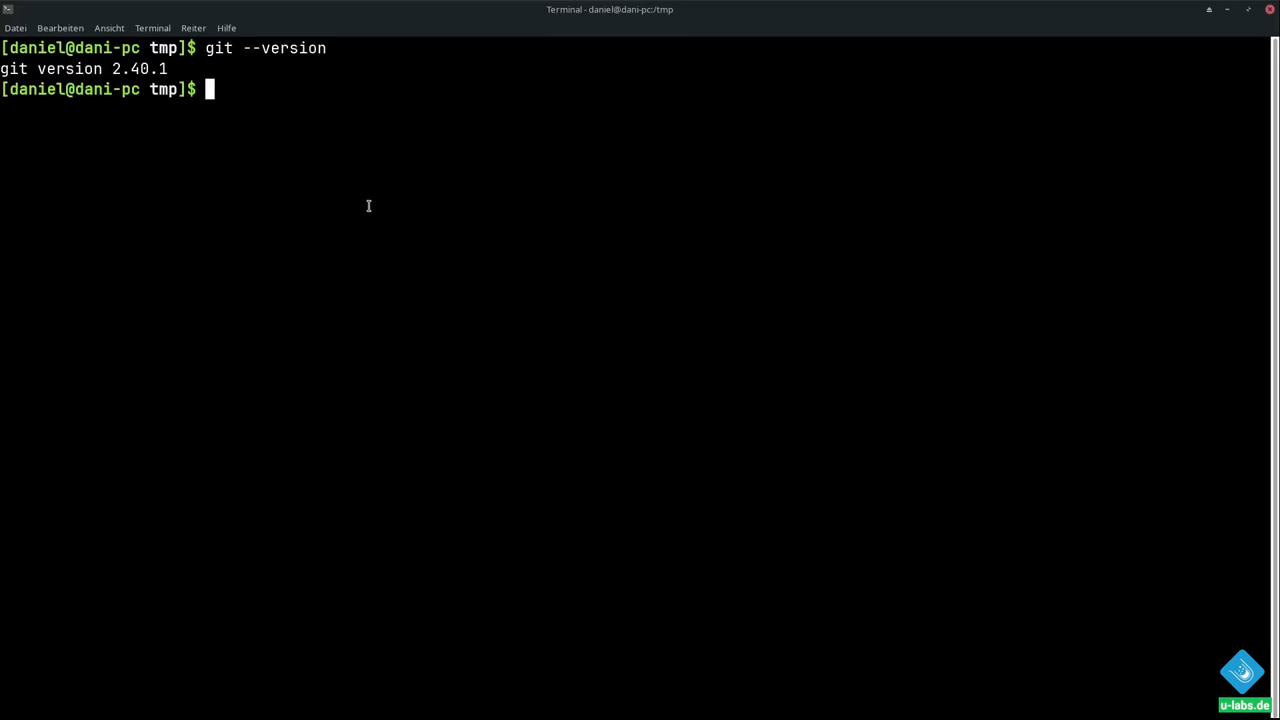 Terminal - daniel@dani-pc:/tmp
Datei Bearbeiten Ansicht Terminal Reiter Hilfe
[daniel@dani-pc tmp]$ git --version
git version 2.40.1
[daniel@dani-pc tmp]$
u-labs.de